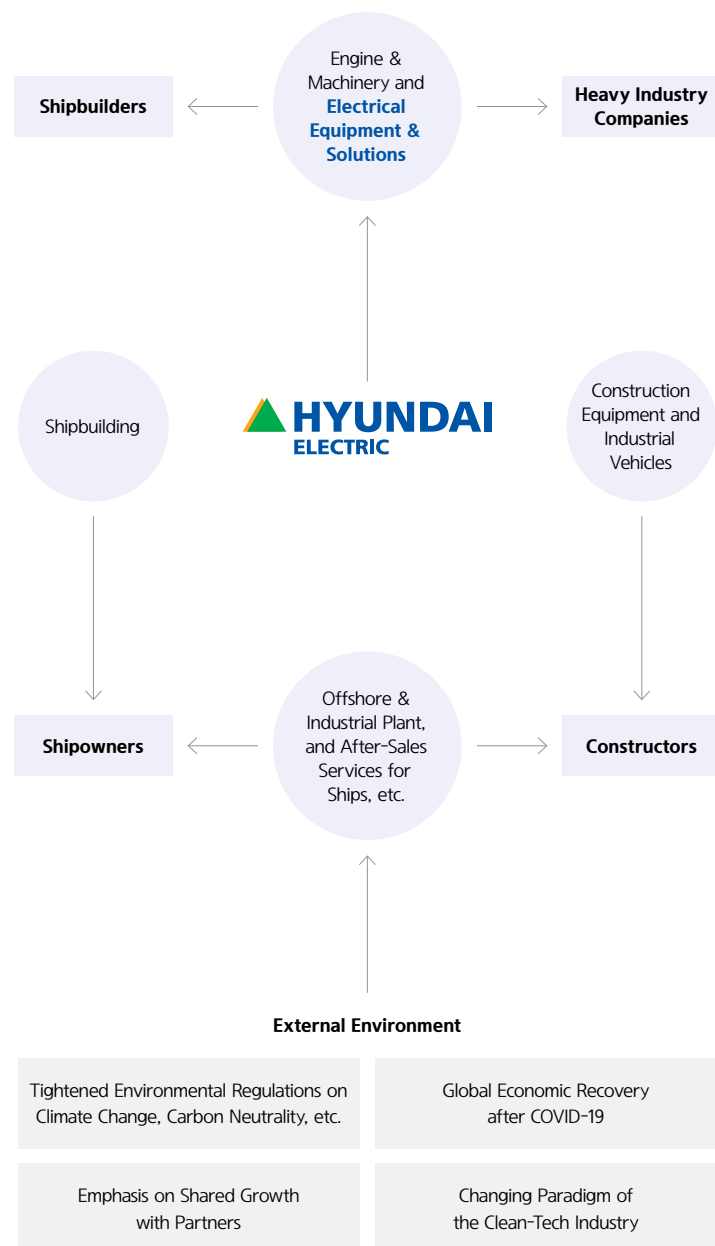 Engine &
Machinery and
Electrical
Equipment &
Solutions
Shipbuilders
Heavy Industry
Companies
Shipbuilding
HYUNDAI
ELECTRIC
Construction
Equipment and
Industrial
Vehicles
Offshore &
Industrial Plant,
and After-Sales
Services for
Ships, etc.
Shipowners
Constructors
External Environment
Tightened Environmental Regulations on
Climate Change, Carbon Neutrality, etc.
Global Economic Recovery
after COVID-19
Emphasis on Shared Growth
with Partners
Changing Paradigm of
the Clean-Tech Industry